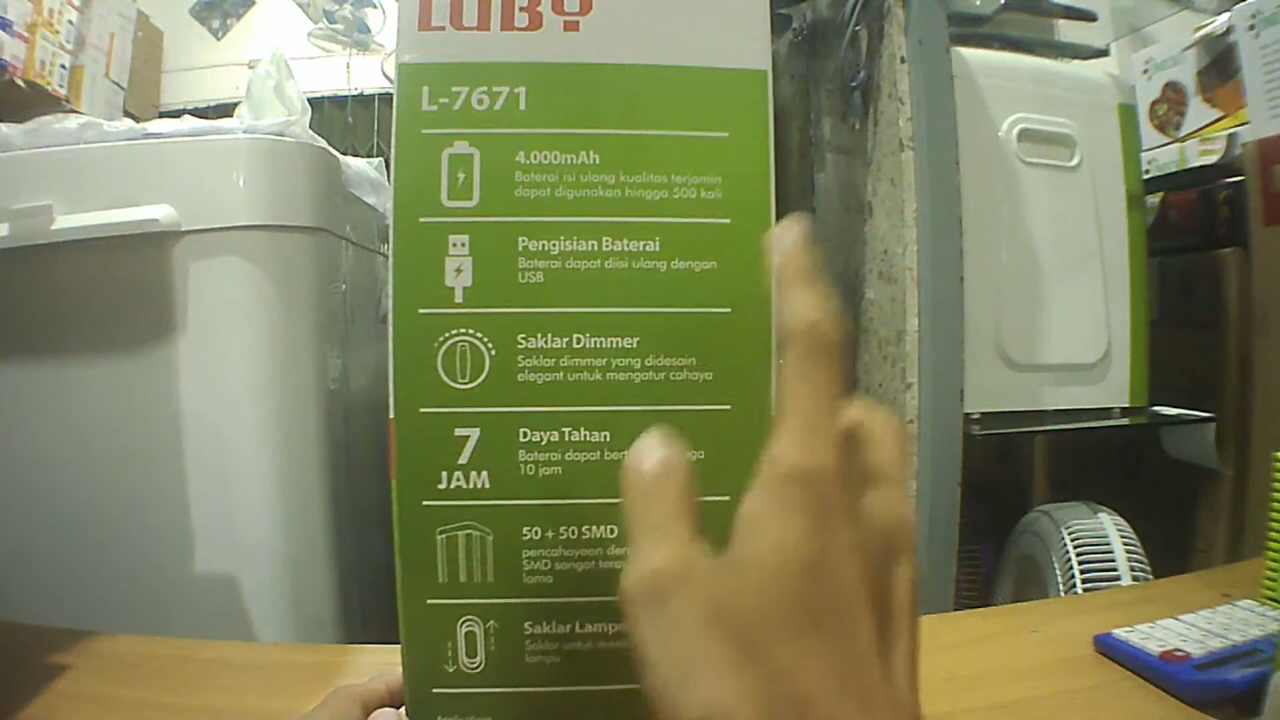 LUBY
L-7671
4.000mAh
Baterai isi ulang kualitas terjamin
dapat digunakan hingga 500 kali
Pengisian Baterai
Baterai dapat diisi ulang dengan
USB
Saklar Dimmer
Saklar dimmer yang didesain
elegant untuk mengatur cahaya
7
JAM
Daya Tahan
Baterai dapat
10 jam
50 + 50 SMD
pencahayaan
SMD sangat
lama
Saklar
Saklar untuk
lampu